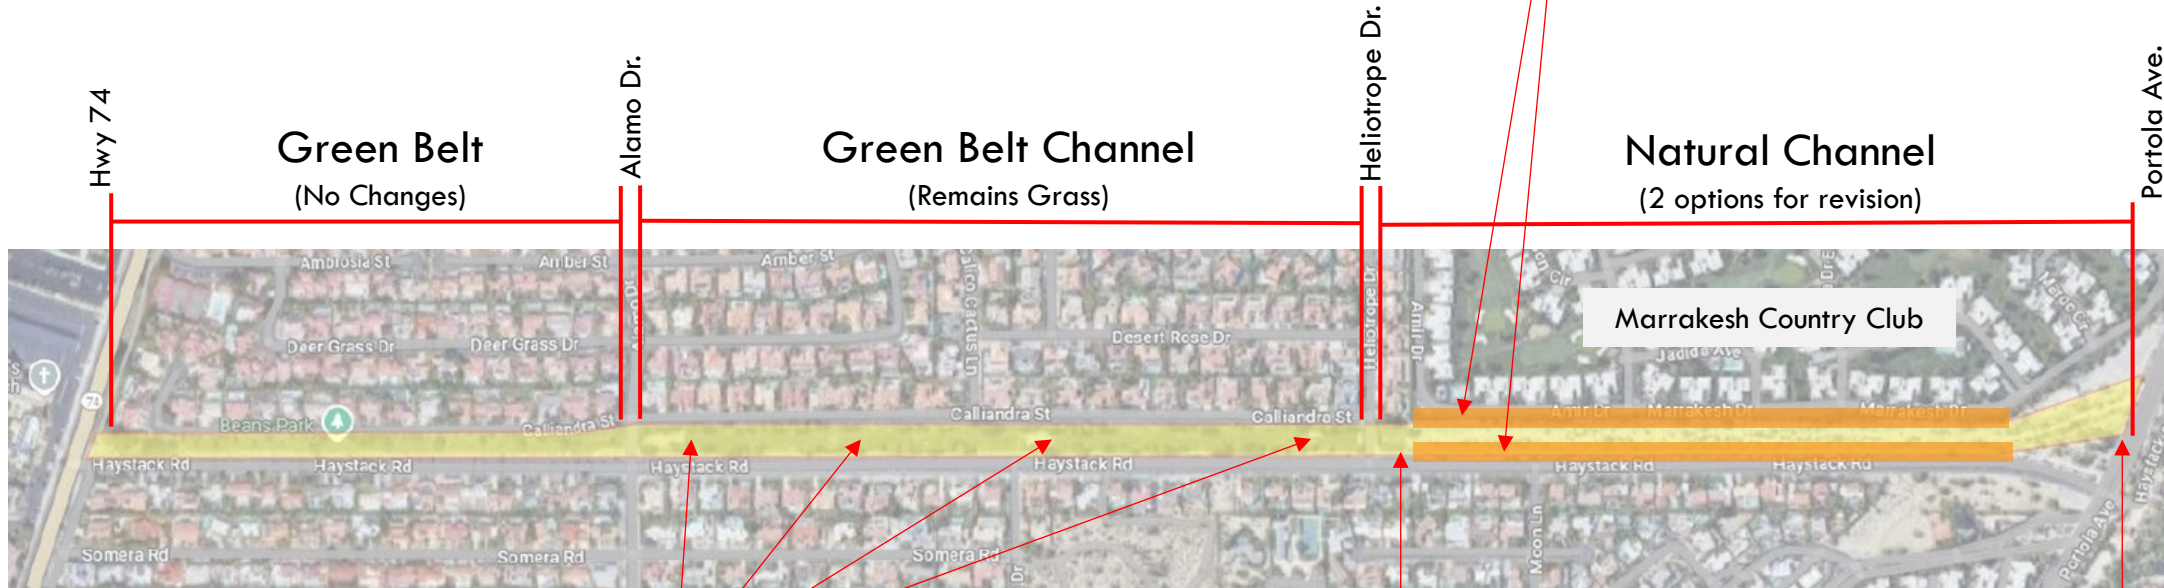 Hwy 74
Alamo Dr.
Heliotrope Dr.
Portola Ave.
Green Belt
(No Changes)
Green Belt Channel
(Remains Grass)
Natural Channel
(2 options for revision)
Ambrosia St
Amber St
Amber St
Calico Cactus Ln
Heliotrope Dr
Amir Dr
Marrakesh Country Club
Deer Grass Dr
Deer Grass Dr
Desert Rose Dr
Jadida Ave
74
Beans Park
Calliandra St
Calliandra St
Calliandra St
Amir Dr
Marrakesh Dr
Marrakesh Dr
Haystack Rd
Haystack Rd
Haystack Rd
Haystack Rd
Haystack Rd
Haystack Rd
Haystack
Somera Rd
Somera Rd
Somera Rd
Dr
Moon Ln
Portola Ave